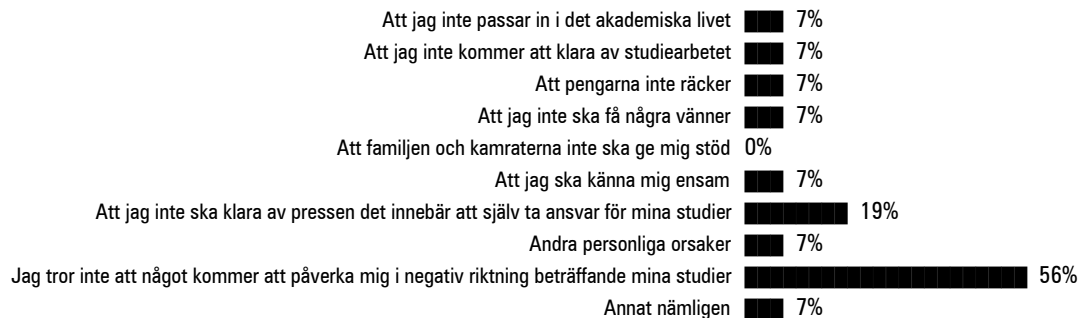 Att jag inte passar in i det akademiska livet 7%
Att jag inte kommer att klara av studiearbetet 7%
Att pengarna inte räcker 7%
Att jag inte ska få några vänner 7%
Att familjen och kamraterna inte ska ge mig stöd 0%
Att jag ska känna mig ensam 7%
Att jag inte ska klara av pressen det innebär att själv ta ansvar för mina studier 19%
Andra personliga orsaker 7%
Jag tror inte att något kommer att påverka mig i negativ riktning beträffande mina studier 56%
Annat nämligen 7%